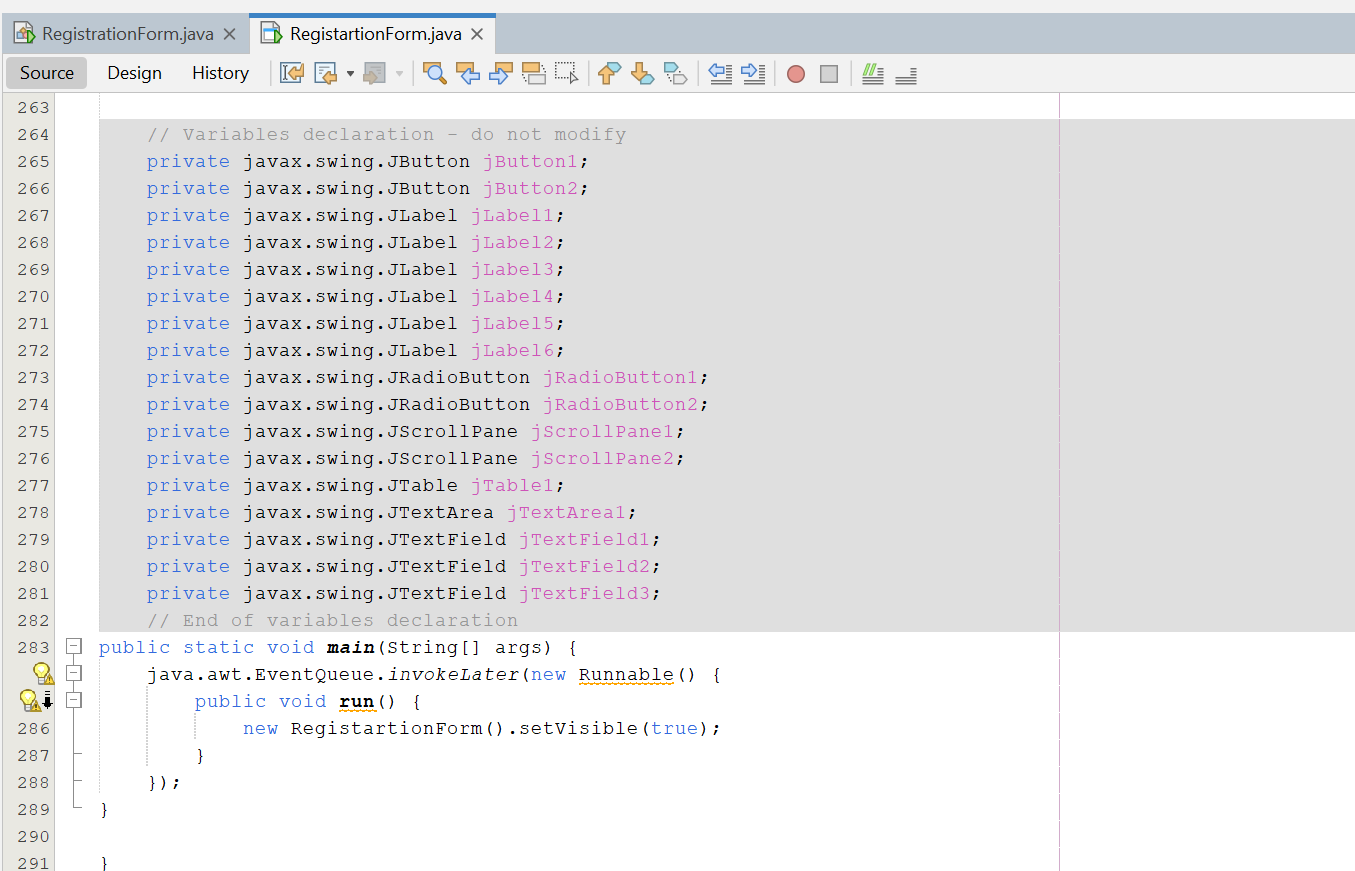 RegistrationForm.java RegistartionForm.java
Source Design History
263
264 // Variables declaration - do not modify
265 private javax.swing.JButton jButton1;
266 private javax.swing.JButton jButton2;
267 private javax.swing.JLabel jLabel1;
268 private javax.swing.JLabel jLabel2;
269 private javax.swing.JLabel jLabel3;
270 private javax.swing.JLabel jLabel4;
271 private javax.swing.JLabel jLabel5;
272 private javax.swing.JLabel jLabel6;
273 private javax.swing.JRadioButton jRadioButton1;
274 private javax.swing.JRadioButton jRadioButton2;
275 private javax.swing.JScrollPane jScrollPane1;
276 private javax.swing.JScrollPane jScrollPane2;
277 private javax.swing.JTable jTable1;
278 private javax.swing.JTextArea jTextArea1;
279 private javax.swing.JTextField jTextField1;
280 private javax.swing.JTextField jTextField2;
281 private javax.swing.JTextField jTextField3;
282 // End of variables declaration
283 public static void main(String[] args) {
java.awt.EventQueue.invokeLater(new Runnable() {
public void run() {
286 new RegistartionForm().setVisible(true);
287 }
288 });
289 }
290
291 }